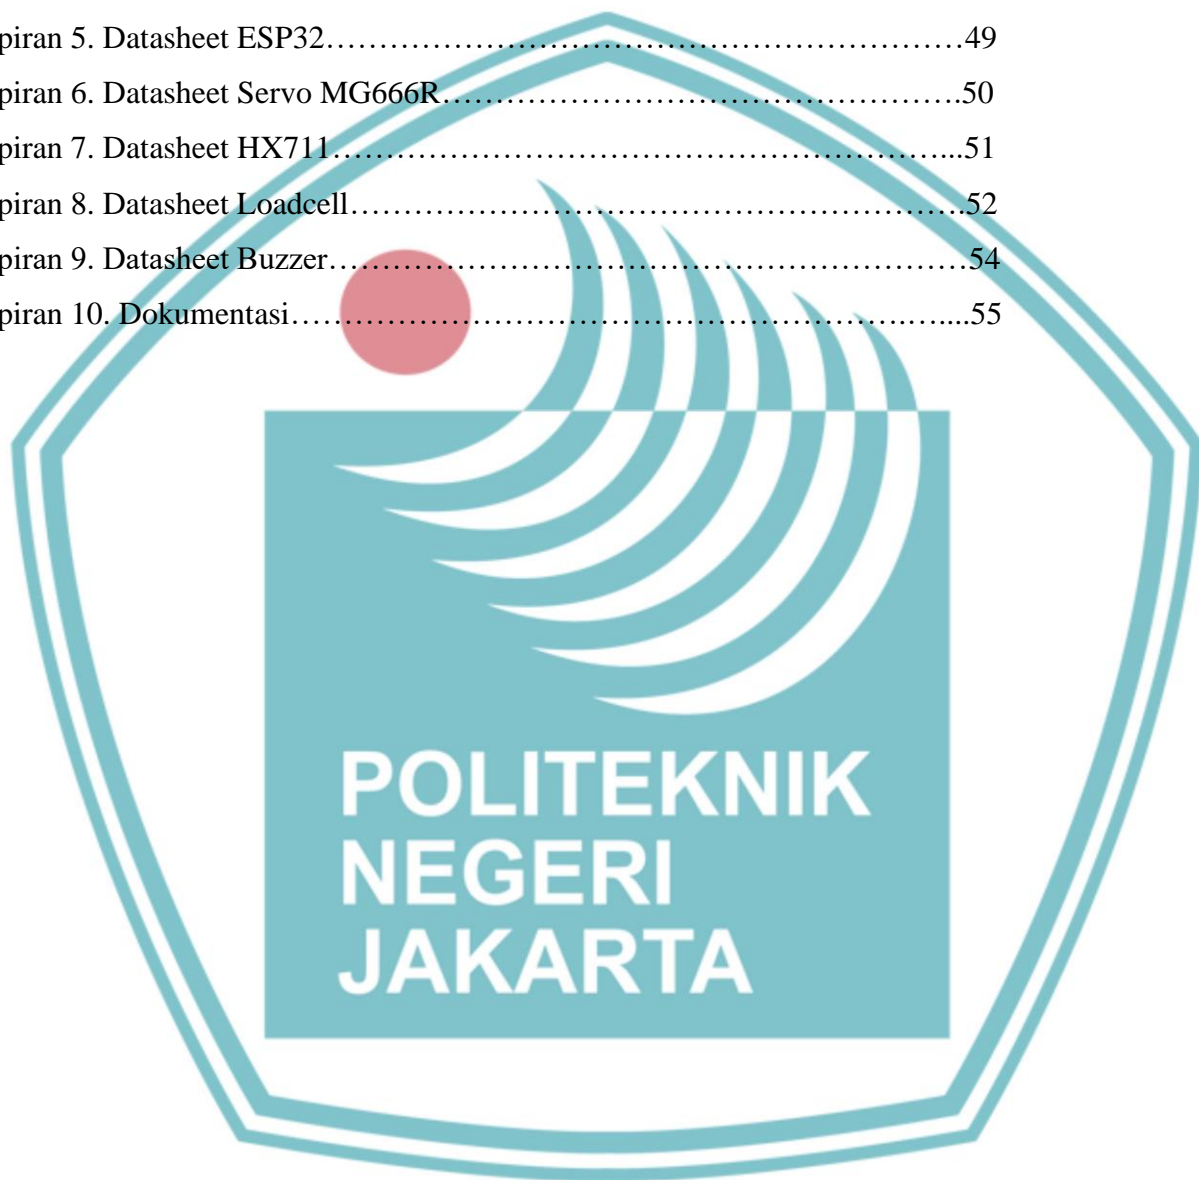 piran 5. Datasheet ESP32……………………………………………………………………49
piran 6. Datasheet Servo MG666R…………………………………………………….50
piran 7. Datasheet HX711………………………………………………………………...51
piran 8. Datasheet Loadcell……………………………………………………………….52
piran 9. Datasheet Buzzer…………………………………………………………………54
piran 10. Dokumentasi………………………………………………………………….…....55
POLITEKNIK
NEGERI
JAKARTA